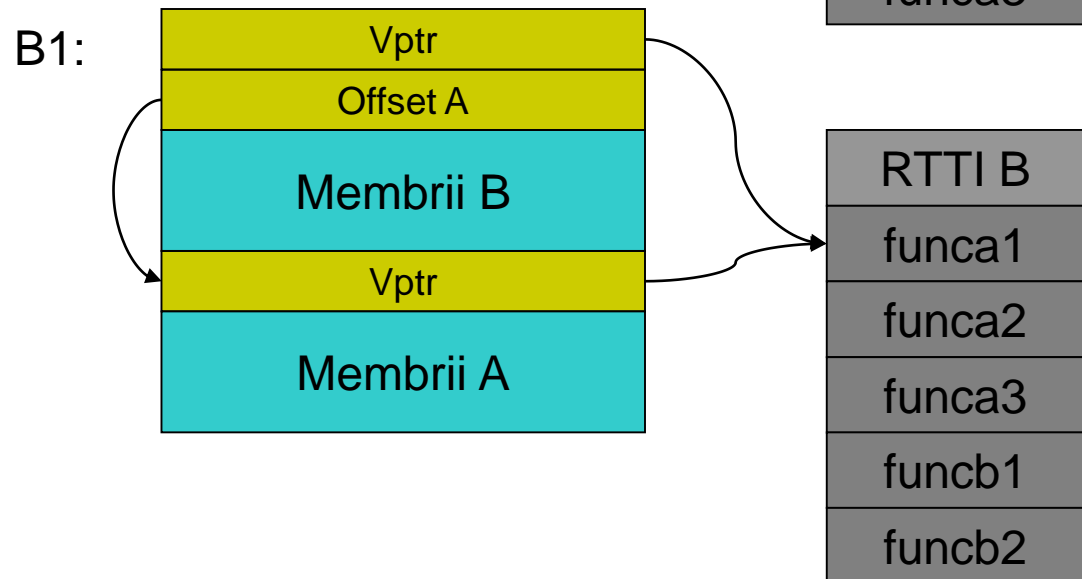 B1:
Vptr
Offset A
Membrii B
Vptr
Membrii A
RTTI B
funca1
funca2
funca3
funcb1
funcb2